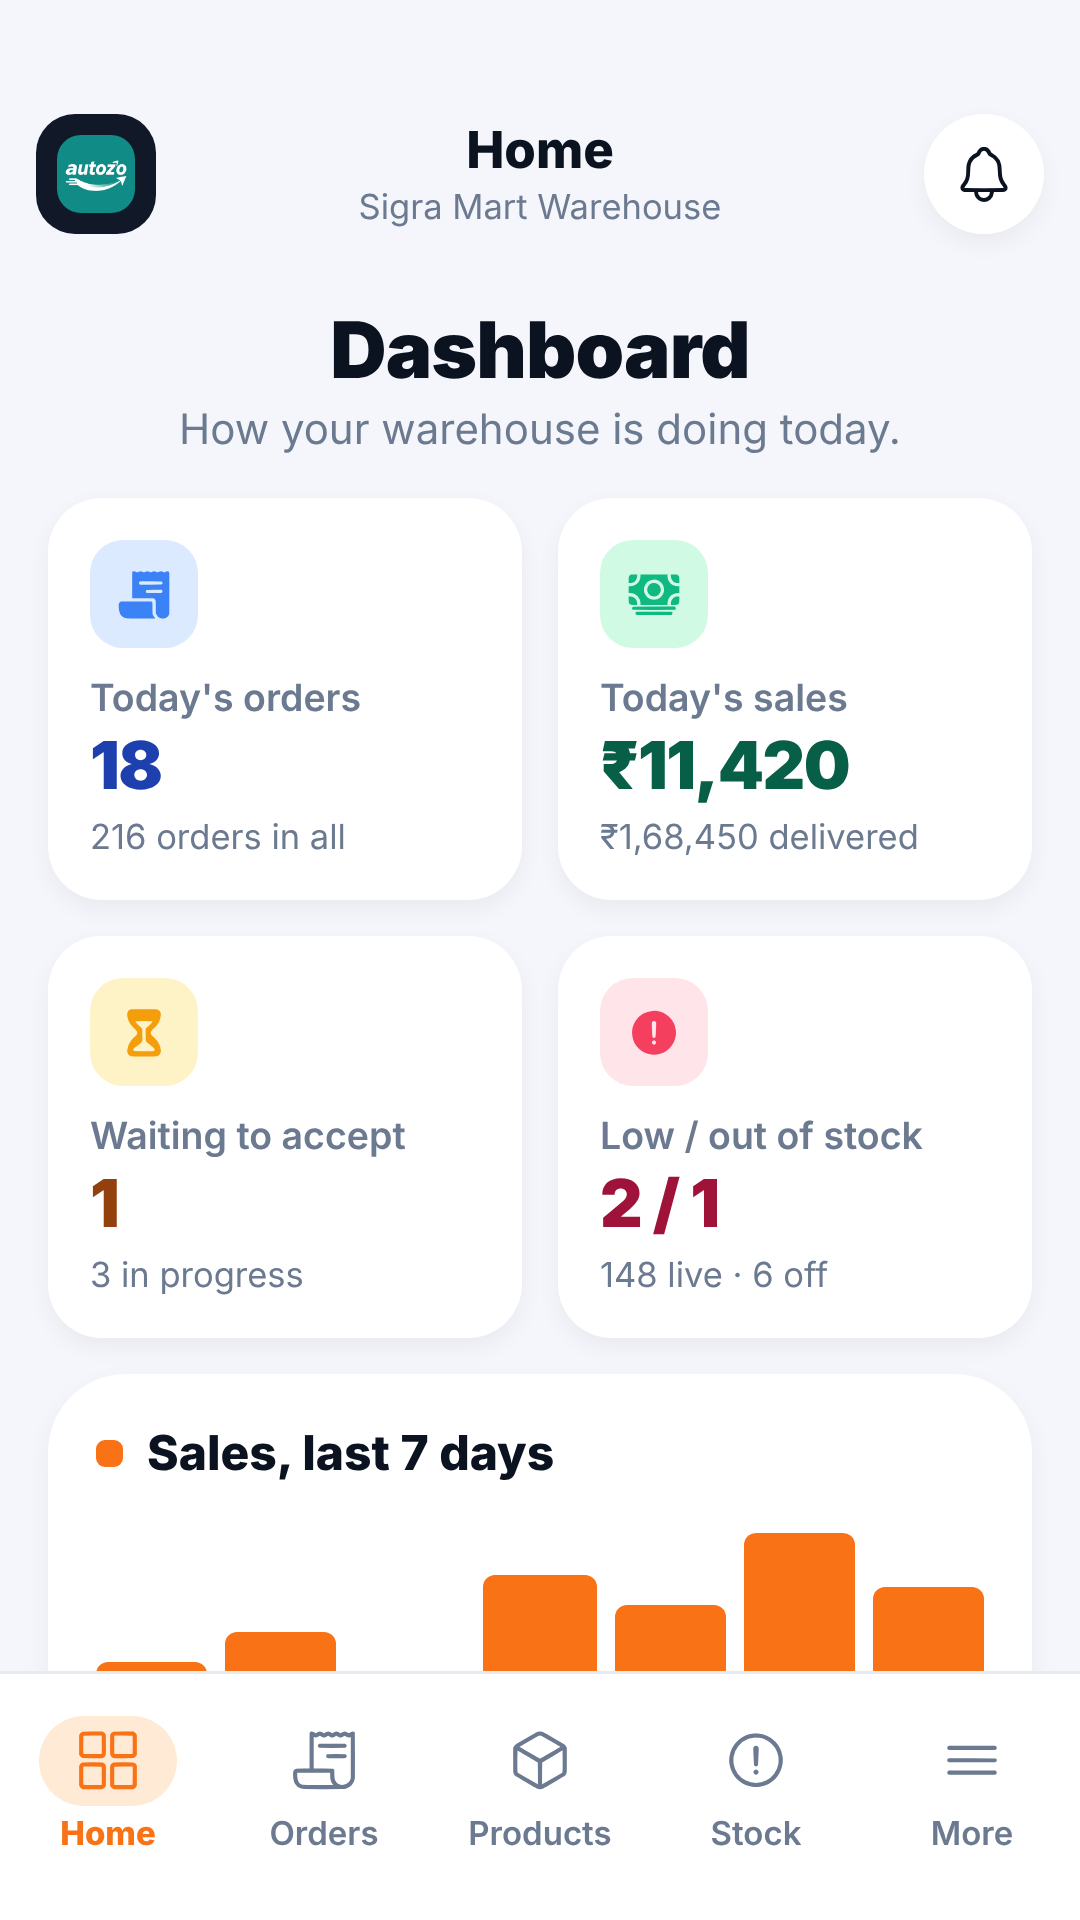 autozo
Home
Sigra Mart Warehouse
Dashboard
How your warehouse is doing today.
Today's orders
18
216 orders in all
Today's sales
₹11,420
₹1,68,450 delivered
Waiting to accept
1
3 in progress
Low / out of stock
2 / 1
148 live · 6 off
Sales, last 7 days
Home
Orders
Products
Stock
More